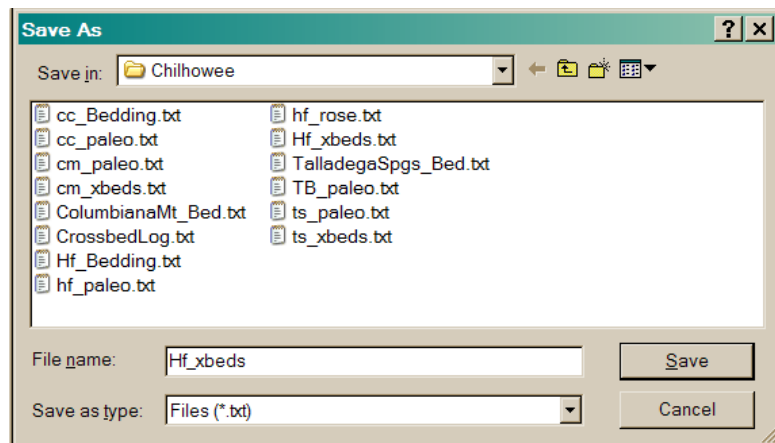 Save As
Save in: Chilhowee
cc_Bedding.txt
cc_paleo.txt
cm_paleo.txt
cm_xbeds.txt
ColumbianaMt_Bed.txt
CrossbedLog.txt
Hf_Bedding.txt
hf_paleo.txt
hf_rose.txt
Hf_xbeds.txt
TalladegaSpgs_Bed.txt
TB_paleo.txt
ts_paleo.txt
ts_xbeds.txt
File name: Hf_xbeds Save
Save as type: Files (*.txt) Cancel